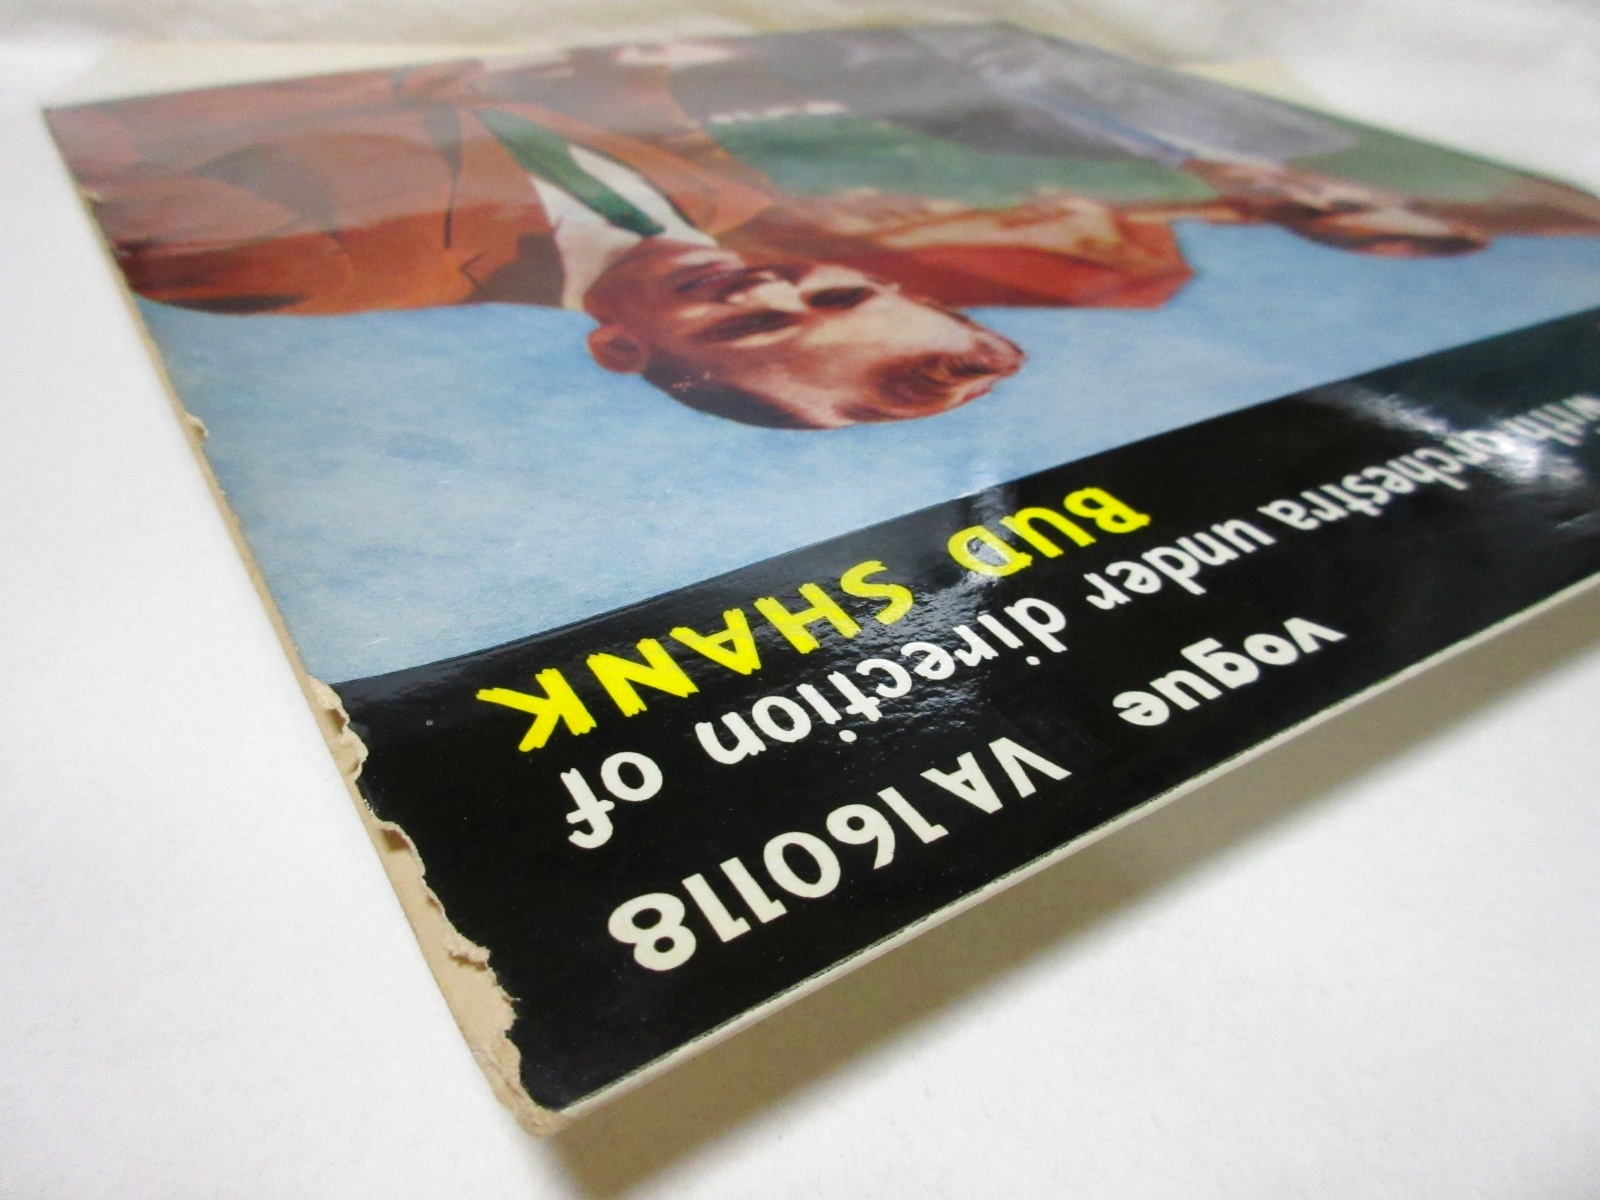 vogue VA 160118
with orchestra under direction of
BUD SHANK